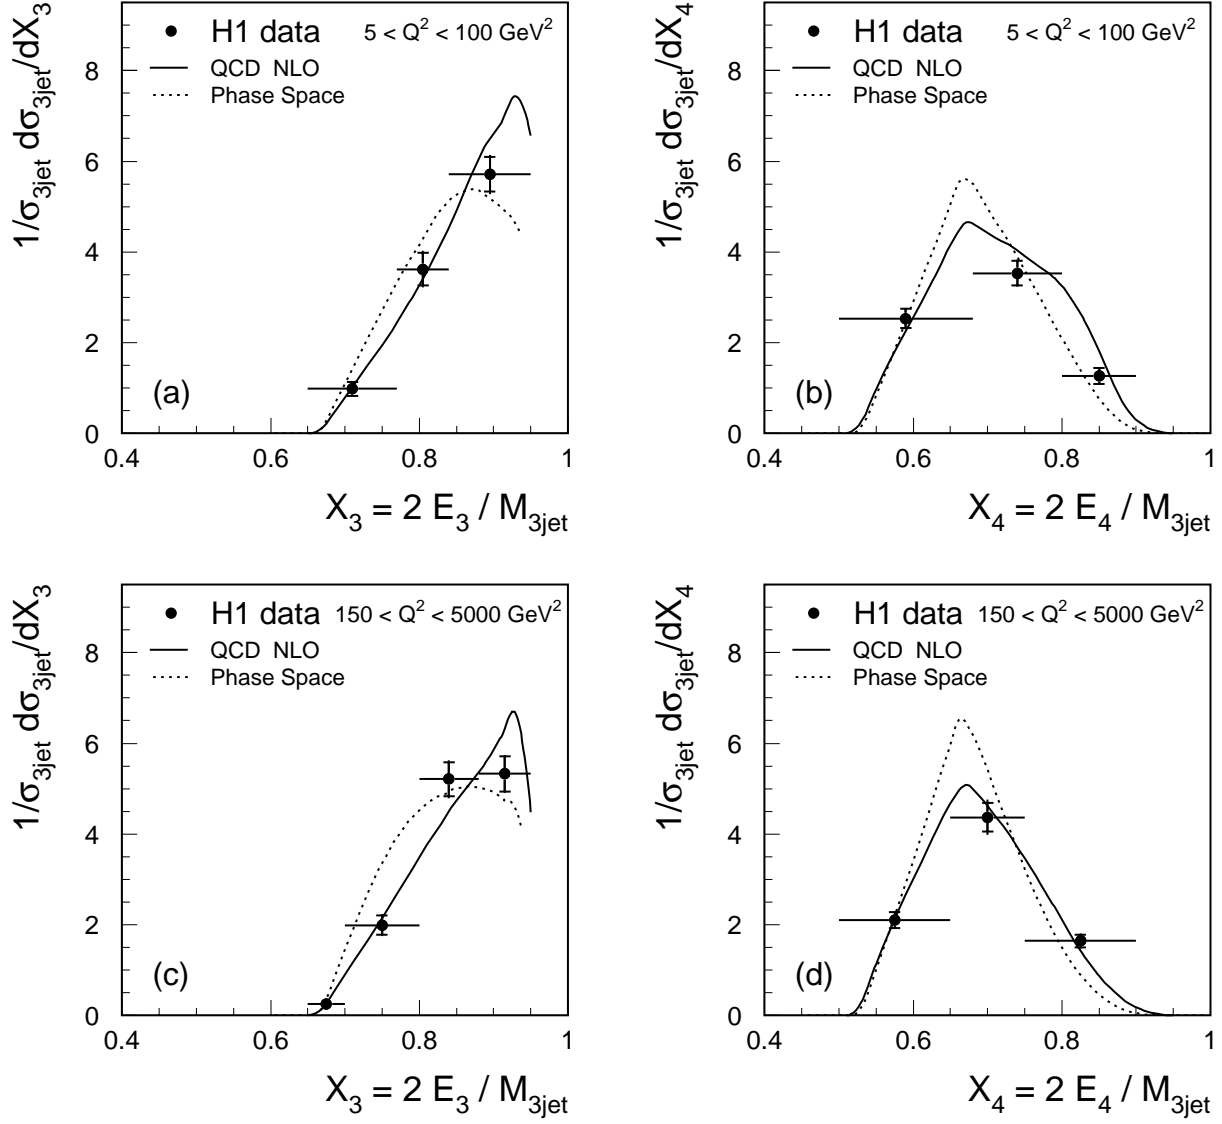 1/σ3jet dσ3jet/dX3
H1 data 5 < Q² < 100 GeV²
QCD NLO
Phase Space
8
6
4
2
0
(a)
0.4 0.6 0.8 1
X3 = 2 E3 / M3jet
1/σ3jet dσ3jet/dX4
H1 data 5 < Q² < 100 GeV²
QCD NLO
Phase Space
8
6
4
2
0
(b)
0.4 0.6 0.8 1
X4 = 2 E4 / M3jet
1/σ3jet dσ3jet/dX3
H1 data 150 < Q² < 5000 GeV²
QCD NLO
Phase Space
8
6
4
2
0
(c)
0.4 0.6 0.8 1
X3 = 2 E3 / M3jet
1/σ3jet dσ3jet/dX4
H1 data 150 < Q² < 5000 GeV²
QCD NLO
Phase Space
8
6
4
2
0
(d)
0.4 0.6 0.8 1
X4 = 2 E4 / M3jet